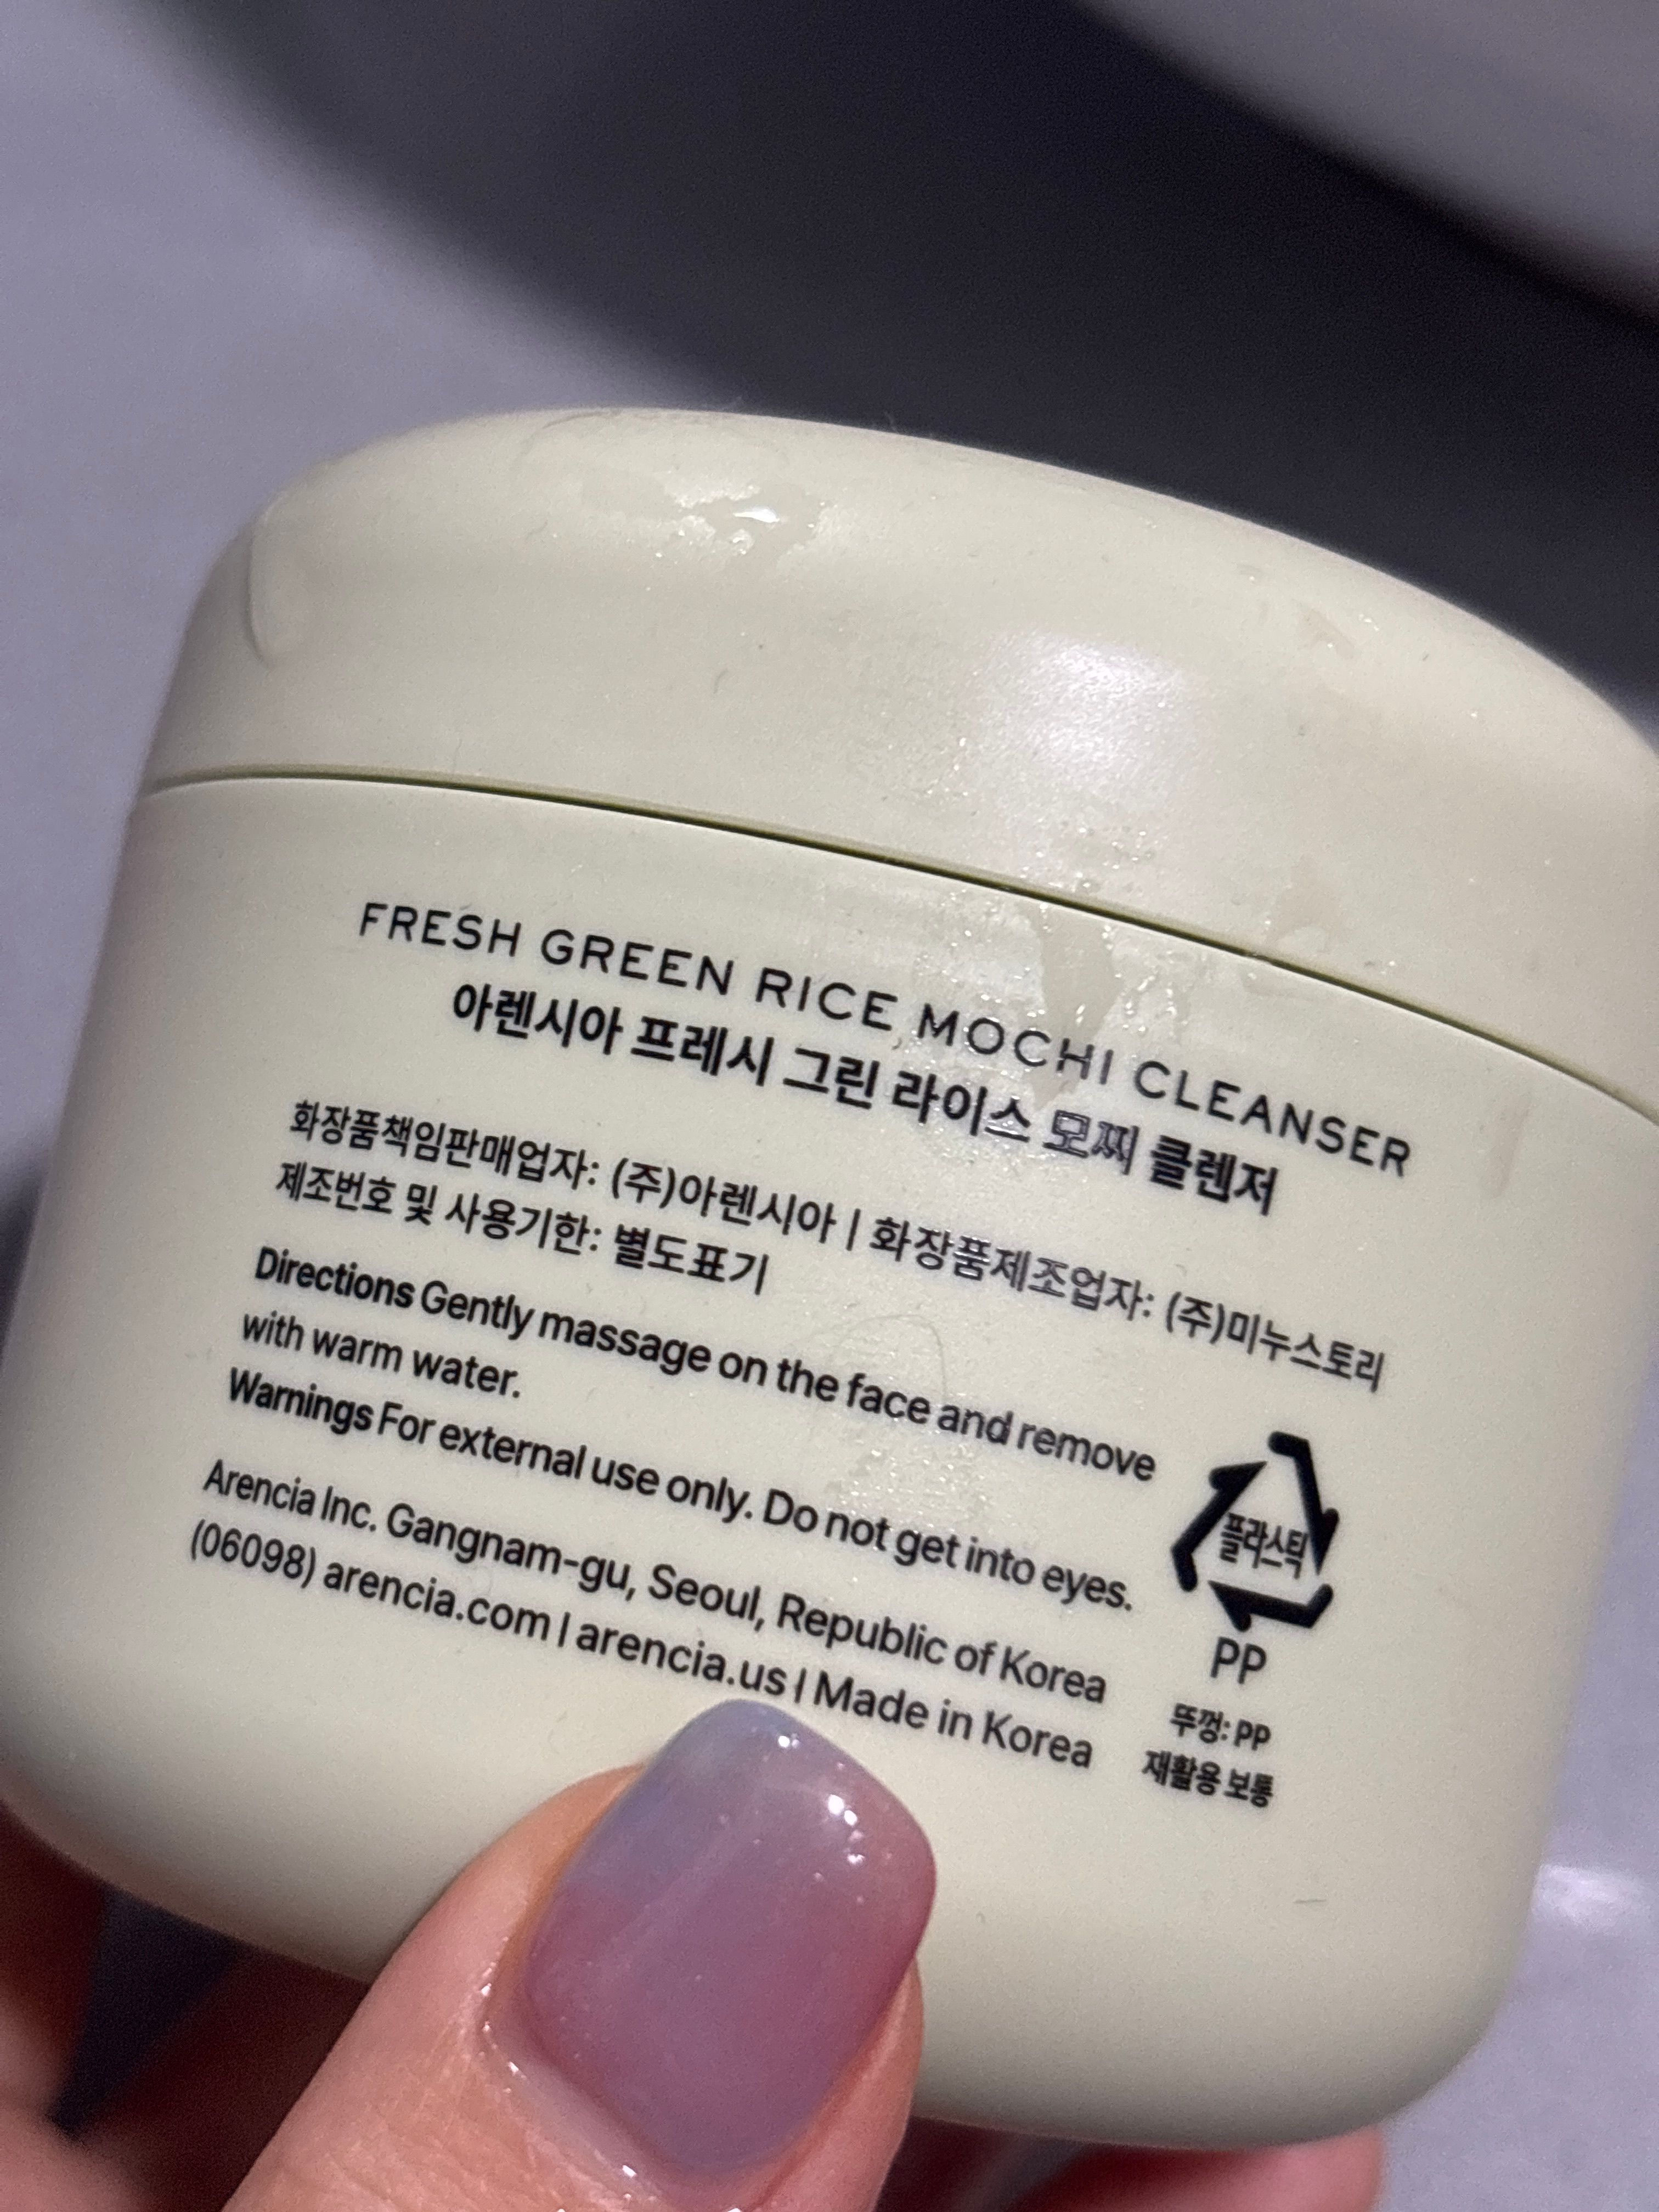 FRESH GREEN RICE MOCHI CLEANSER
아렌시아 프레시 그린 라이스 모찌 클렌저
화장품책임판매업자: (주)아렌시아 | 화장품제조업자: (주)미누스토리
제조번호 및 사용기한: 별도표기
Directions Gently massage on the face and remove
with warm water.
Warnings For external use only. Do not get into eyes.
Arencia Inc. Gangnam-gu, Seoul, Republic of Korea
(06098) arencia.com | arencia.us | Made in Korea
플라스틱
PP
뚜껑: PP
재활용 보통